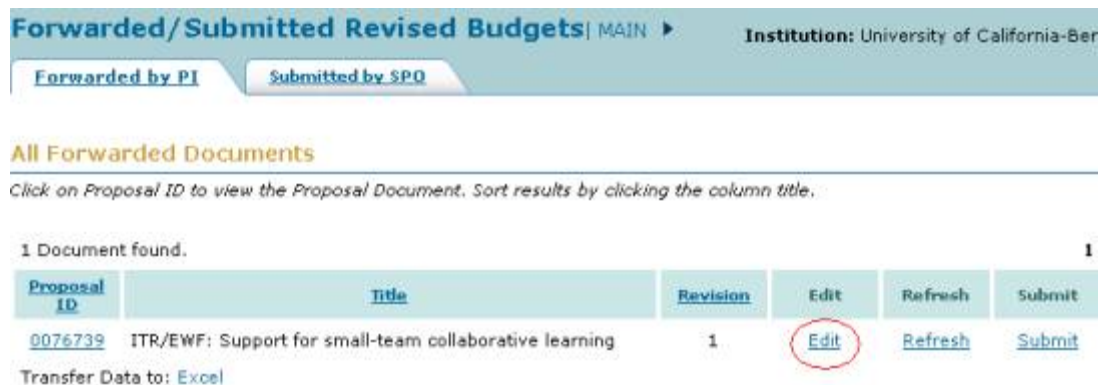 Forwarded/Submitted Revised Budgets| MAIN Institution: University of California-Ber
Forwarded by PI Submitted by SPO
All Forwarded Documents
Click on Proposal ID to view the Proposal Document. Sort results by clicking the column title.
1 Document found. 1
Proposal ID Title Revision Edit Refresh Submit
0076739 ITR/EWF: Support for small-team collaborative learning 1 Edit Refresh Submit
Transfer Data to: Excel